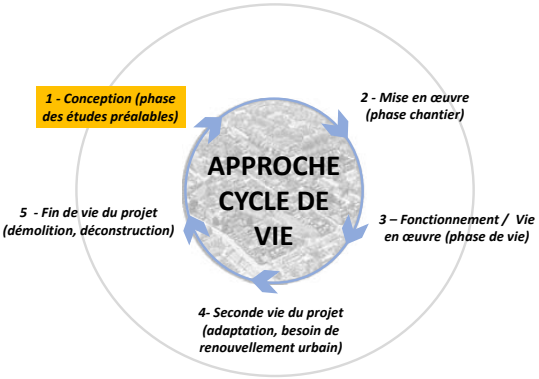 1 - Conception (phase
des études préalables)
2 - Mise en œuvre
(phase chantier)
APPROCHE
CYCLE DE
VIE
3 – Fonctionnement / Vie
en œuvre (phase de vie)
4- Seconde vie du projet
(adaptation, besoin de
renouvellement urbain)
5 - Fin de vie du projet
(démolition, déconstruction)